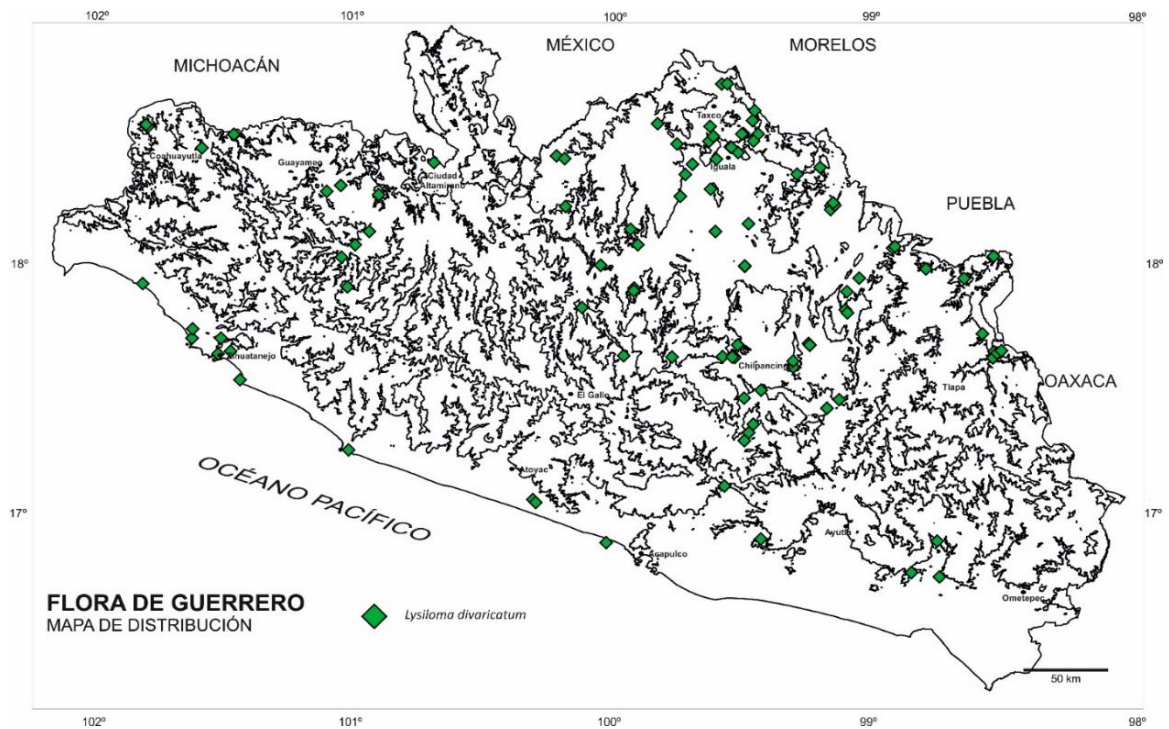 102º 101º 100º 99º 98º
MÉXICO MORELOS
MICHOACÁN
Taxco
Coahuayutla Guayameo
Iguala
Ciudad
Altamirano
PUEBLA
18º 18º
Zihuatanejo
Chilpancingo
OAXACA
Tlapa
El Gallo
OCÉANO PACÍFICO
Atoyac
17º 17º
Ayutla
Acapulco
Ometepec
FLORA DE GUERRERO
MAPA DE DISTRIBUCIÓN
Lysiloma divaricatum
50 km
102º 101º 100º 99º 98º